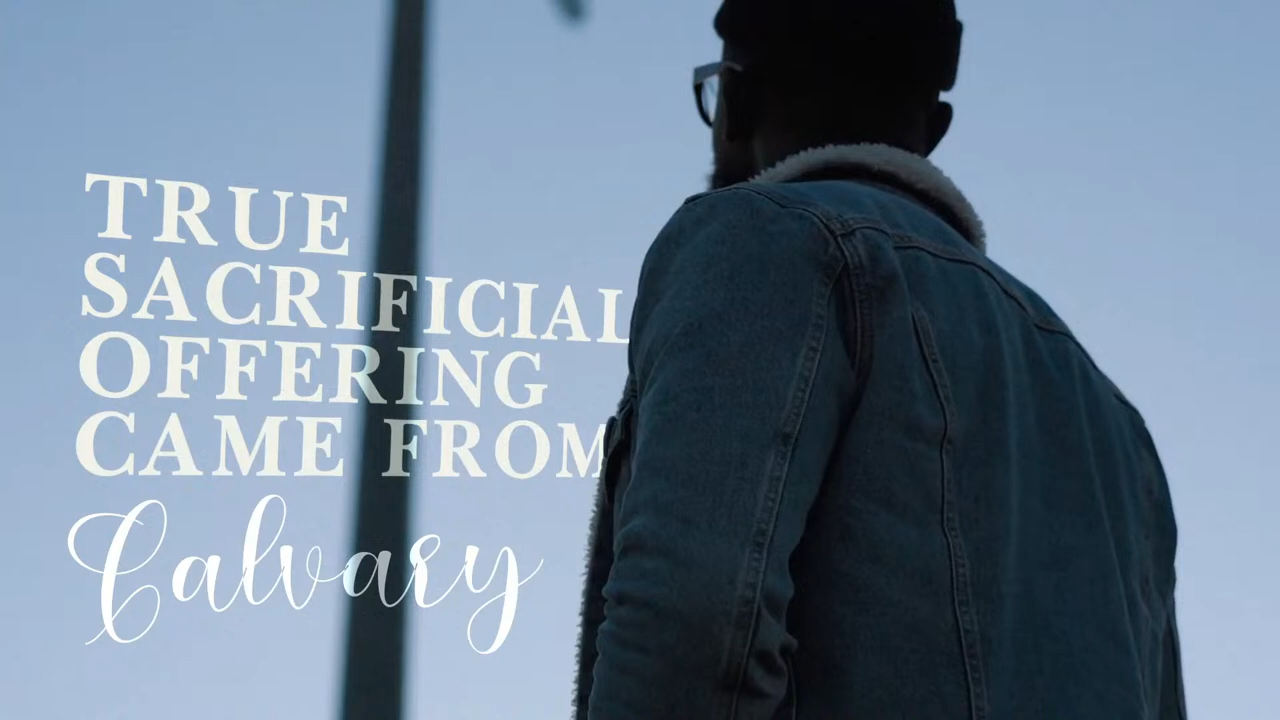 TRUE
SACRIFICIAL
OFFERING
CAME FROM
Calvary